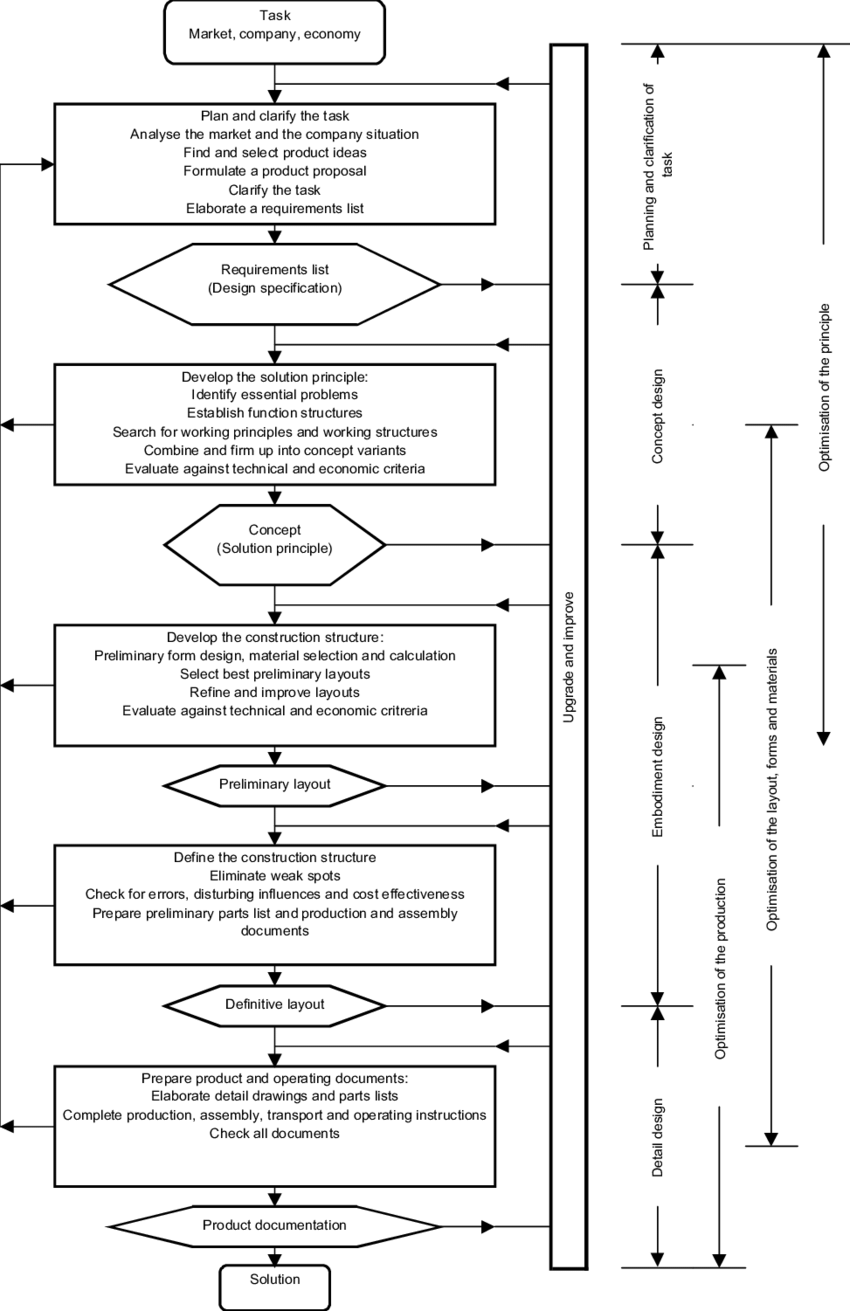 Task
Market, company, economy
Plan and clarify the task
Analyse the market and the company situation
Find and select product ideas
Formulate a product proposal
Clarify the task
Elaborate a requirements list
Requirements list
(Design specification)
Develop the solution principle:
Identify essential problems
Establish function structures
Search for working principles and working structures
Combine and firm up into concept variants
Evaluate against technical and economic criteria
Concept
(Solution principle)
Develop the construction structure:
Preliminary form design, material selection and calculation
Select best preliminary layouts
Refine and improve layouts
Evaluate against technical and economic critreria
Preliminary layout
Define the construction structure
Eliminate weak spots
Check for errors, disturbing influences and cost effectiveness
Prepare preliminary parts list and production and assembly
documents
Definitive layout
Prepare product and operating documents:
Elaborate detail drawings and parts lists
Complete production, assembly, transport and operating instructions
Check all documents
Product documentation
Solution
Upgrade and improve
Planning and clarification of
task
Concept design
Embodiment design
Detail design
Optimisation of the production
Optimisation of the layout, forms and materials
Optimisation of the principle